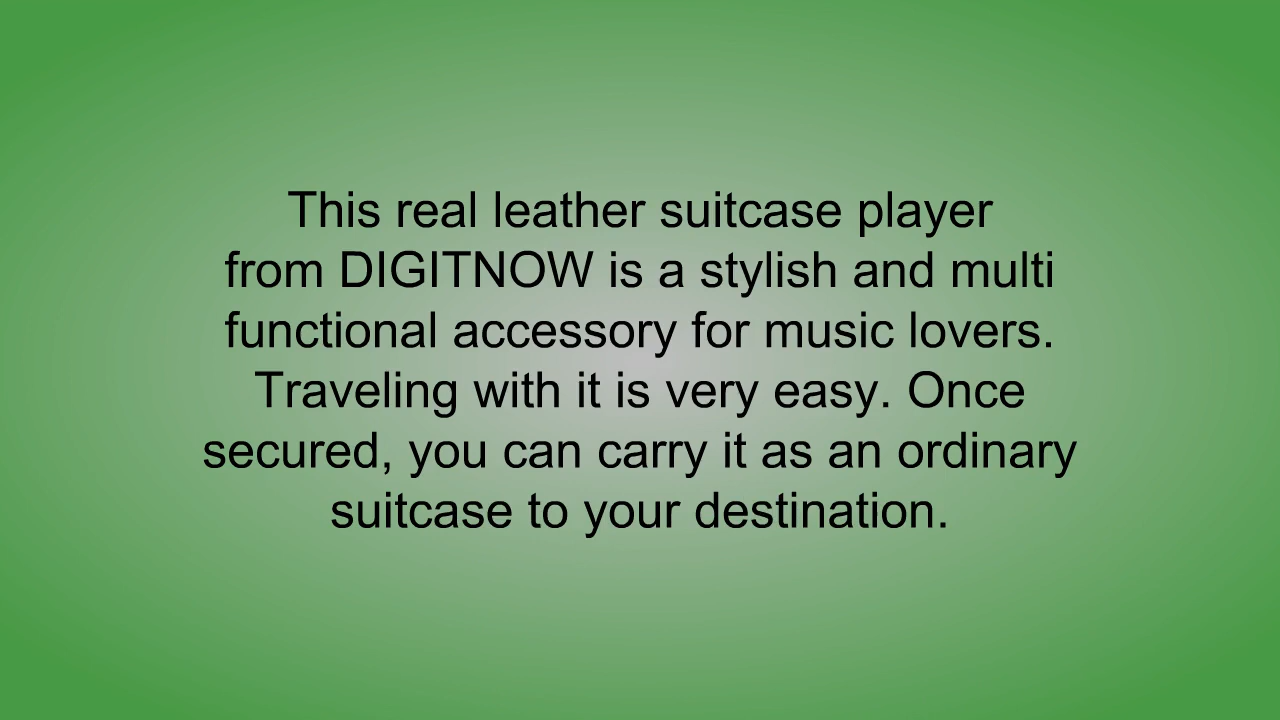 This real leather suitcase player
from DIGITNOW is a stylish and multi
functional accessory for music lovers.
Traveling with it is very easy. Once
secured, you can carry it as an ordinary
suitcase to your destination.